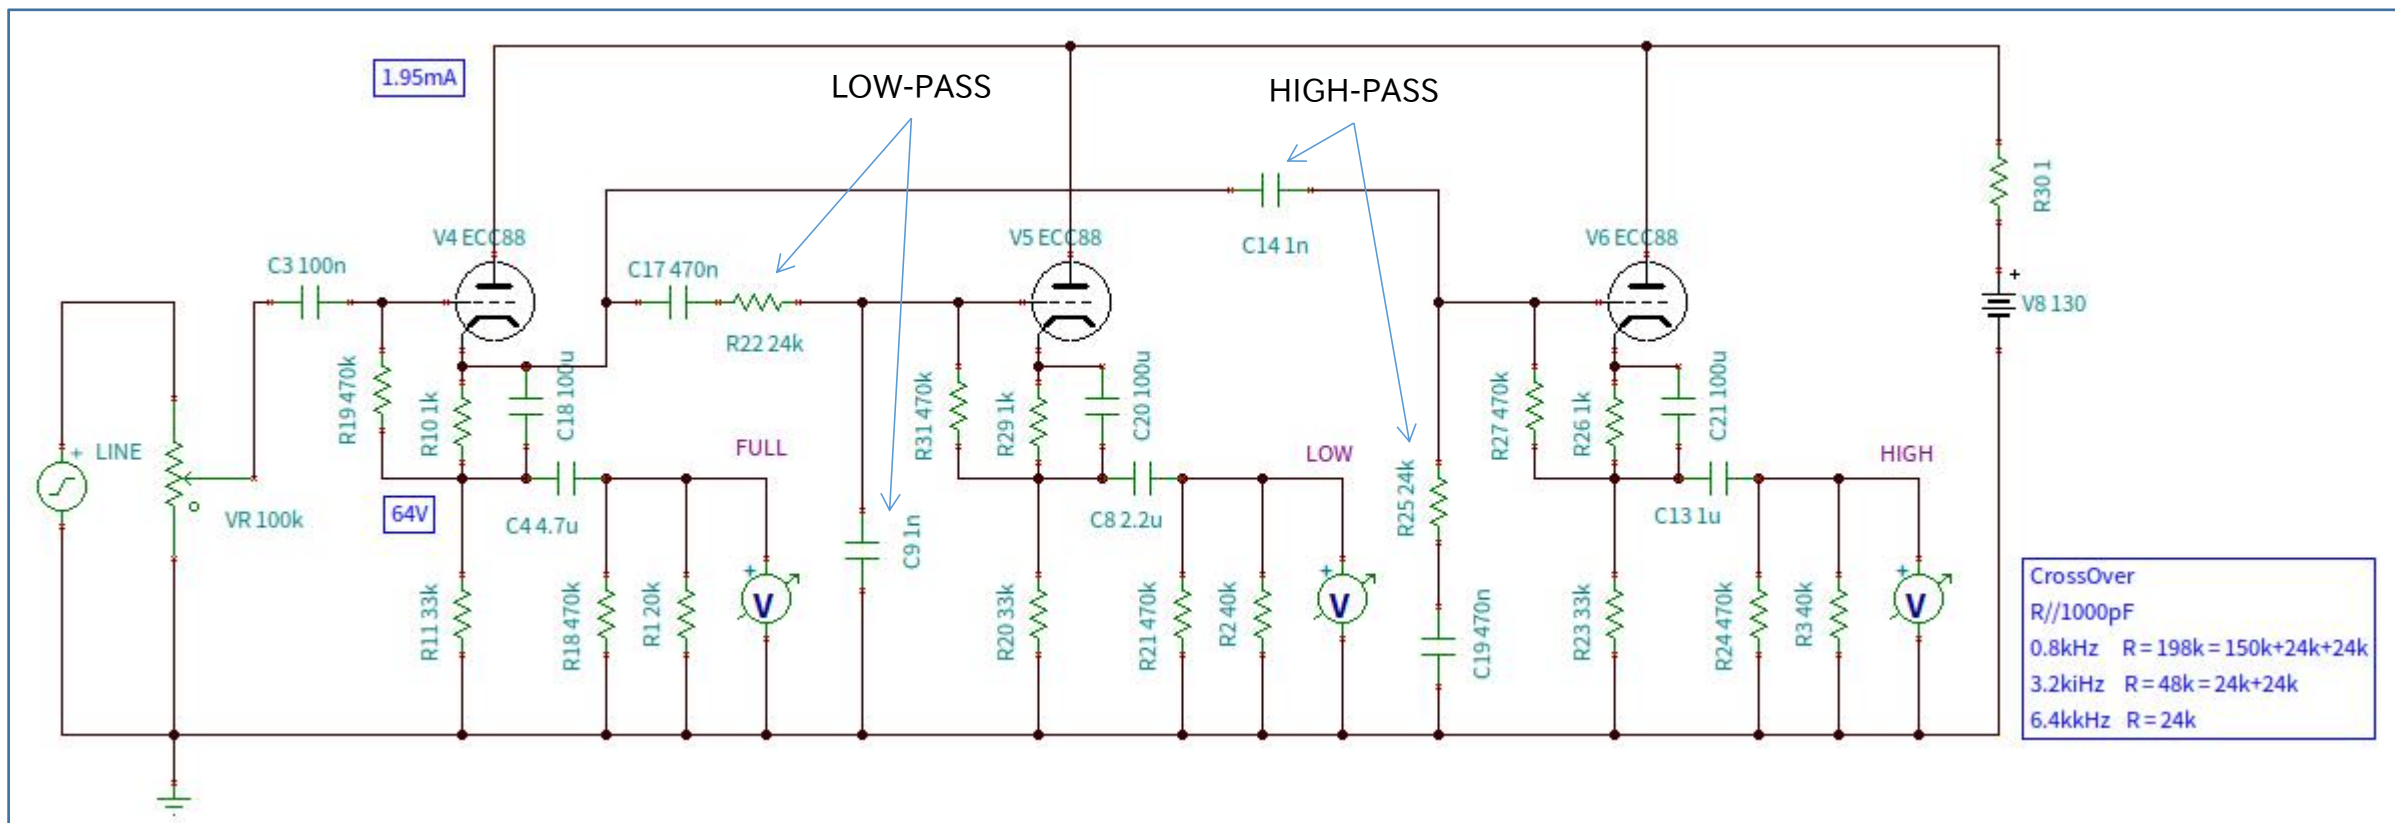 1.95mA
LOW-PASS
HIGH-PASS
R30 1
V4 ECC88
V5 ECC88
V6 ECC88
C3 100n
C17 470n
C14 1n
+
V8 130
R22 24k
R19 470k
R10 1k
C18 100u
R31 470k
R29 1k
C20 100u
R27 470k
R26 1k
C21 100u
+ LINE
FULL
LOW
HIGH
VR 100k
64V
C4 4.7u
C9 1n
C8 2.2u
R25 24k
C13 1u
R11 33k
R18 470k
R1 20k
+
V
R20 33k
R21 470k
R2 40k
+
V
C19 470n
R23 33k
R24 470k
R3 40k
+
V
CrossOver
R//1000pF
0.8kHz R=198k=150k+24k+24k
3.2kiHz R=48k=24k+24k
6.4kkHz R=24k